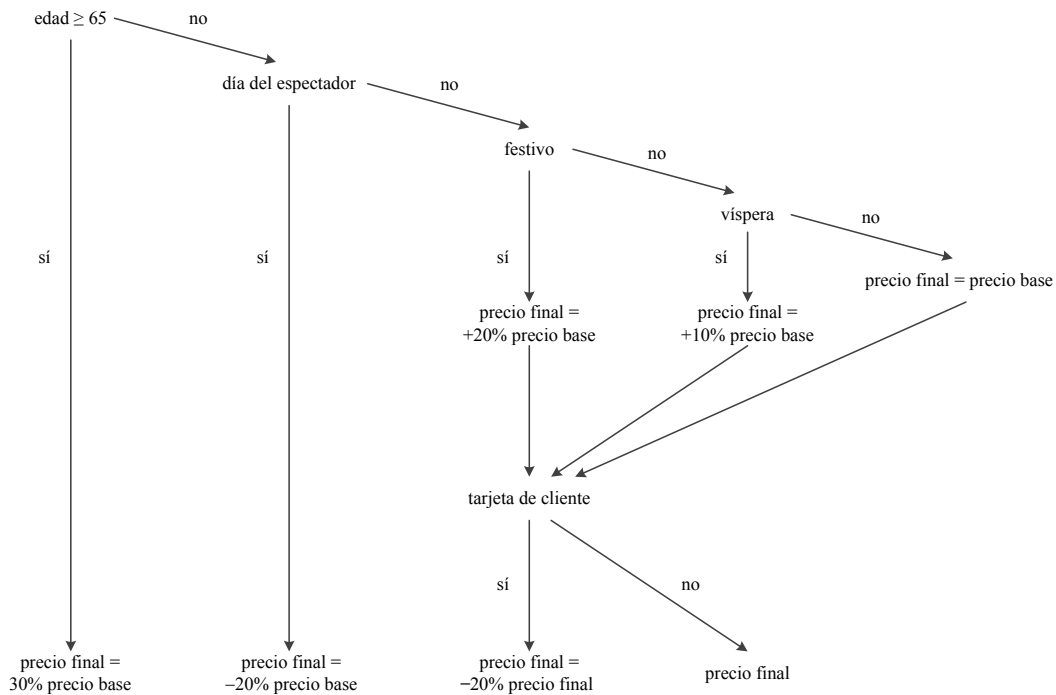 edad ≥ 65
no
día del espectador
no
festivo
no
víspera
no
sí
sí
sí
sí
precio final = precio base
precio final =
+20% precio base
precio final =
+10% precio base
tarjeta de cliente
sí
no
precio final =
30% precio base
precio final =
−20% precio base
precio final =
−20% precio final
precio final